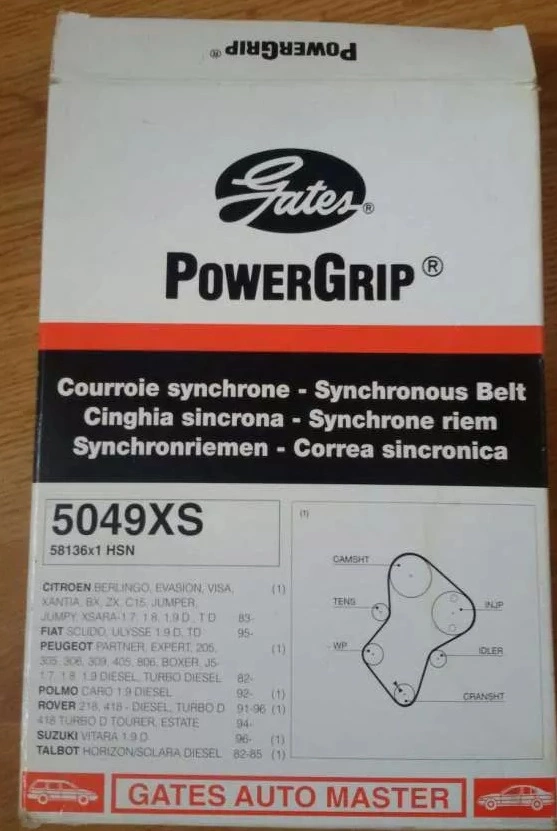 POWERGRIP®
Gates®
POWERGRIP®
Courroie synchrone - Synchronous Belt
Cinghia sincrona - Synchrone riem
Synchronriemen - Correa sincronica
5049XS
58136x1 HSN
CITROEN BERLINGO, EVASION, VISA, (1)
XANTIA, BX, ZX, C15, JUMPER,
JUMPY, XSARA-1.7, 1.8, 1.9 D, T D 83-
FIAT SCUDO, ULYSSE 1.9 D, TD 95-
PEUGEOT PARTNER, EXPERT, 205, (1)
305, 306, 309, 405, 806, BOXER, J5-
1.7, 1.8, 1.9 DIESEL, TURBO DIESEL 82-
POLMO CARO 1.9 DIESEL 92- (1)
ROVER 218, 418 - DIESEL, TURBO D 91-96 (1)
418 TURBO D TOURER, ESTATE 94-
SUZUKI VITARA 1.9 D 96- (1)
TALBOT HORIZON/SOLARA DIESEL 82-85 (1)
(1)
CAMSHT
TENS
INJP
WP
IDLER
CRANSHT
GATES AUTO MASTER